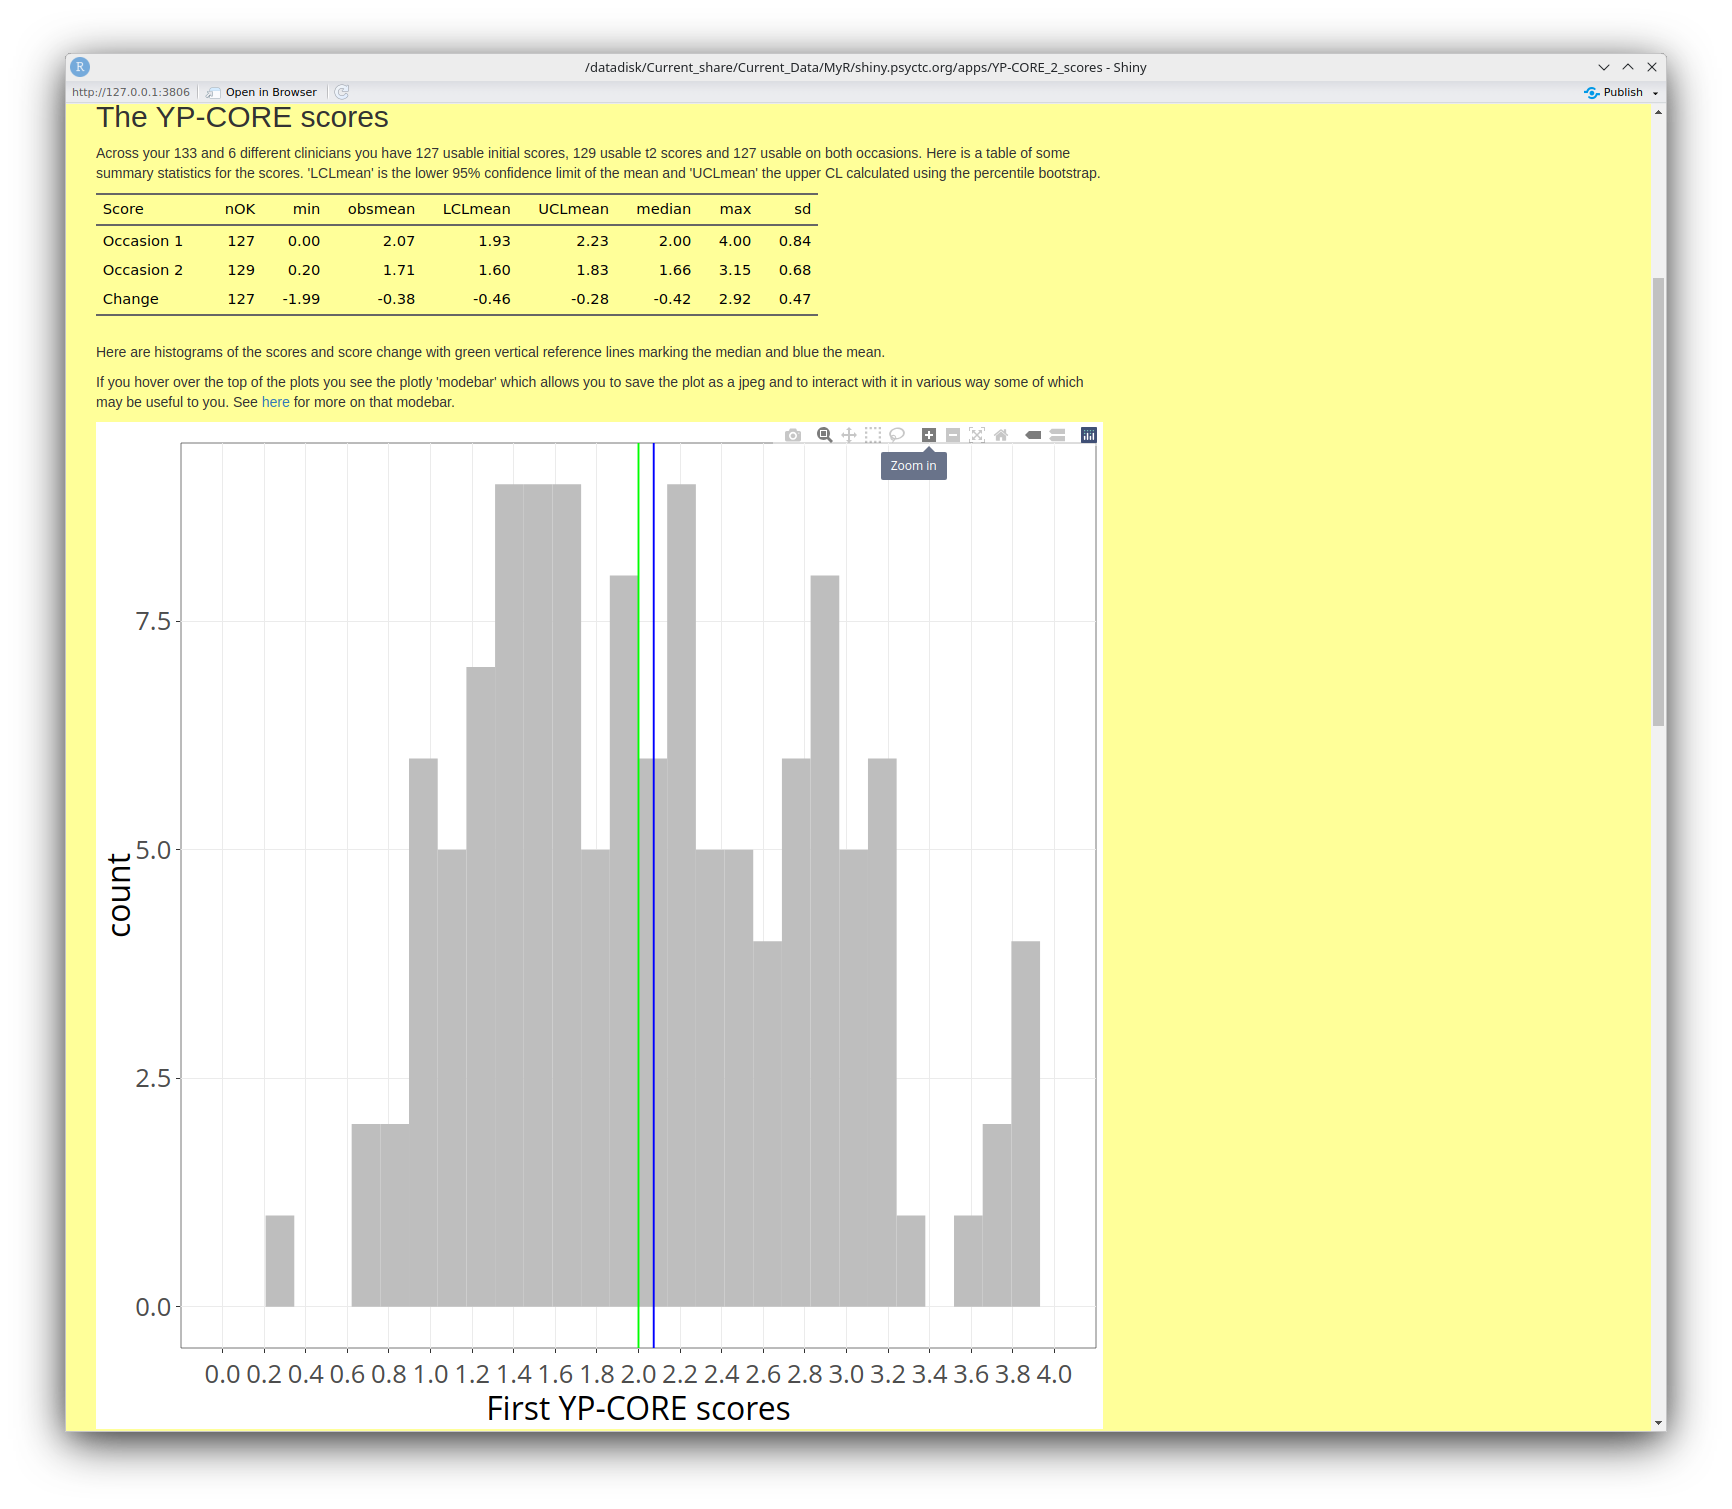 R
/datadisk/Current_share/Current_Data/MyR/shiny.psyctc.org/apps/YP-CORE_2_scores - Shiny
http://127.0.0.1:3806 Open in Browser Publish
The YP-CORE scores
Across your 133 and 6 different clinicians you have 127 usable initial scores, 129 usable t2 scores and 127 usable on both occasions. Here is a table of some
summary statistics for the scores. 'LCLmean' is the lower 95% confidence limit of the mean and 'UCLmean' the upper CL calculated using the percentile bootstrap.
Score nOK min obsmean LCLmean UCLmean median max sd
Occasion 1 127 0.00 2.07 1.93 2.23 2.00 4.00 0.84
Occasion 2 129 0.20 1.71 1.60 1.83 1.66 3.15 0.68
Change 127 -1.99 -0.38 -0.46 -0.28 -0.42 2.92 0.47
Here are histograms of the scores and score change with green vertical reference lines marking the median and blue the mean.
If you hover over the top of the plots you see the plotly 'modebar' which allows you to save the plot as a jpeg and to interact with it in various way some of which
may be useful to you. See here for more on that modebar.
Zoom in
7.5
5.0
count
2.5
0.0
0.0 0.2 0.4 0.6 0.8 1.0 1.2 1.4 1.6 1.8 2.0 2.2 2.4 2.6 2.8 3.0 3.2 3.4 3.6 3.8 4.0
First YP-CORE scores